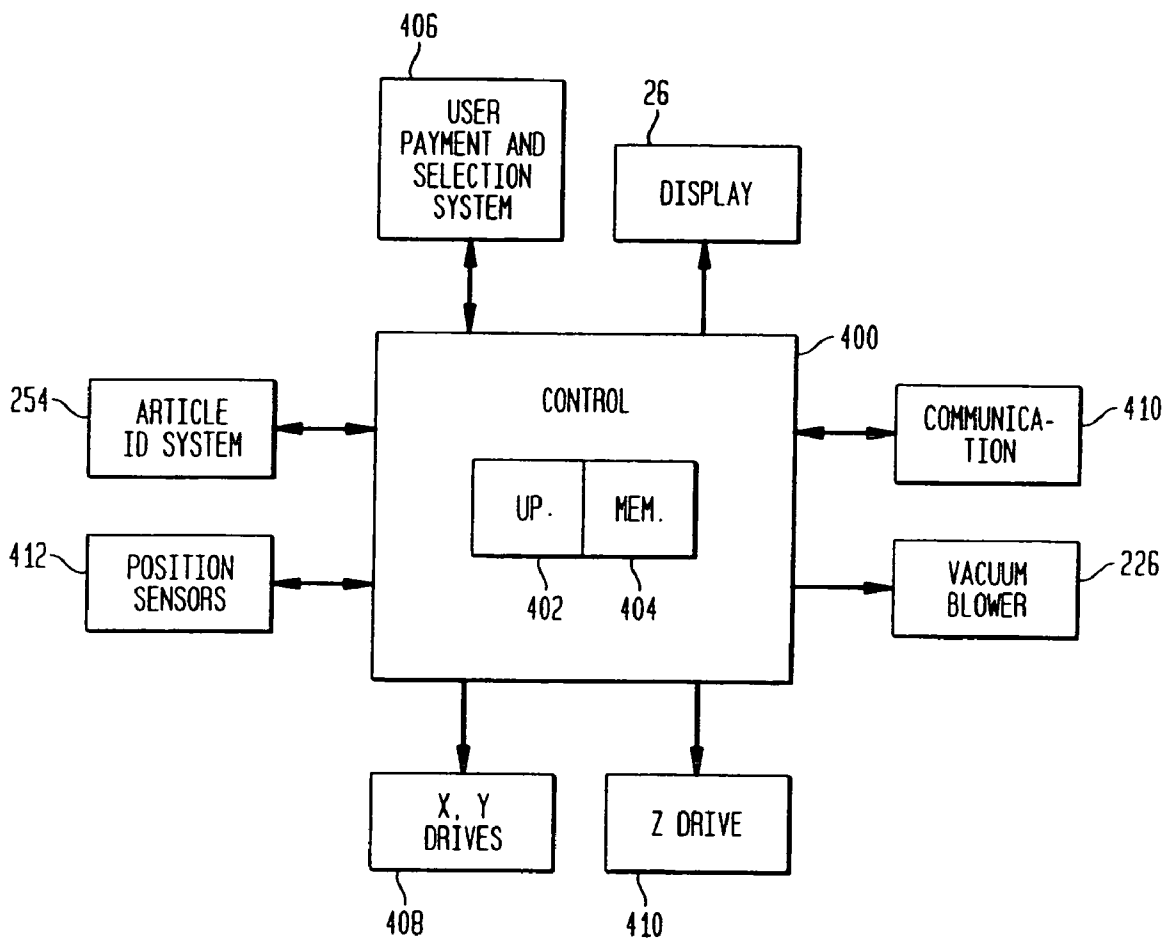 406
USER
PAYMENT AND
SELECTION
SYSTEM
26
DISPLAY
400
CONTROL
254
ARTICLE
ID SYSTEM
COMMUNICA-
TION
410
UP.
MEM.
402
404
412
POSITION
SENSORS
VACUUM
BLOWER
226
X, Y
DRIVES
408
Z DRIVE
410